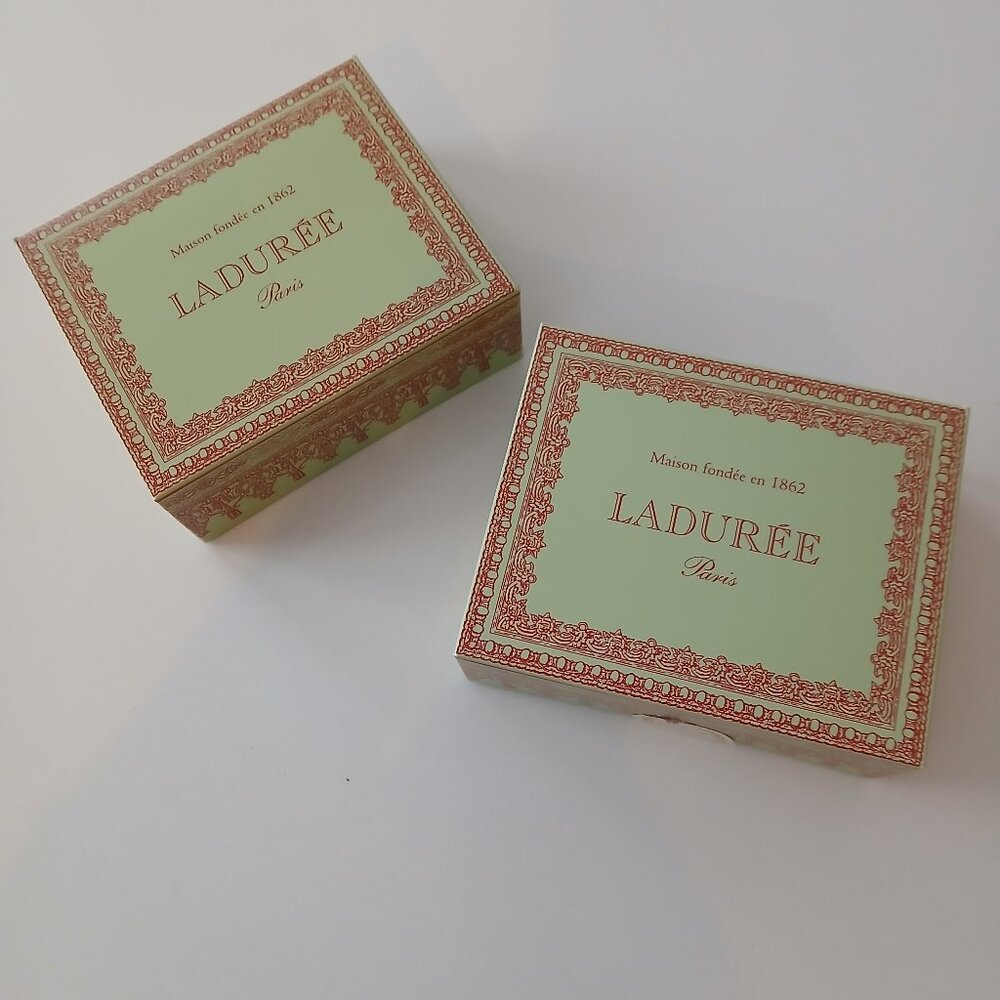 Maison fondée en 1862
LADURÉE
Paris
Maison fondée en 1862
LADURÉE
Paris